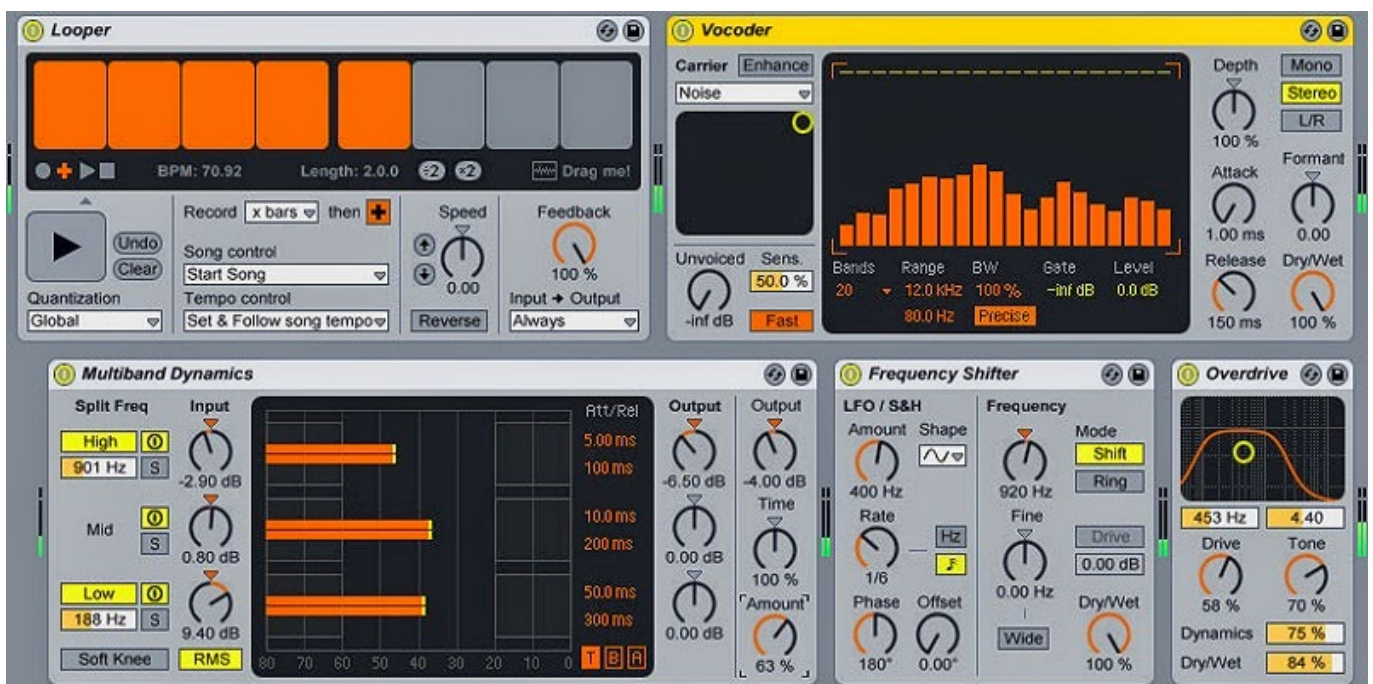 Looper
BPM: 70.92 Length: 2.0.0 ÷2 ×2 Drag me!
Record x bars then +
Speed
Feedback
Undo
Clear
Song control
Start Song
0.00
100 %
Quantization
Global
Tempo control
Set & Follow song tempo
Reverse
Input → Output
Always
Vocoder
Carrier Enhance
Noise
Unvoiced Sens.
50.0 %
-inf dB Fast
Bands Range BW Gate Level
20 12.0 kHz 100 % -inf dB 0.0 dB
80.0 Hz Precise
Depth
100 %
Mono
Stereo
L/R
Attack
1.00 ms
Formant
0.00
Release
150 ms
Dry/Wet
100 %
Multiband Dynamics
Split Freq Input
High
901 Hz S
-2.90 dB
Mid
S
0.80 dB
Low
188 Hz S
9.40 dB
Soft Knee RMS
80 70 60 50 40 30 20 10 0
Att/Rel
5.00 ms
100 ms
10.0 ms
200 ms
50.0 ms
300 ms
T B A
Output
-6.50 dB
0.00 dB
0.00 dB
Output
-4.00 dB
Time
100 %
Amount
63 %
Frequency Shifter
LFO / S&H
Amount Shape
400 Hz
Rate
Hz
1/6
Phase Offset
180° 0.00°
Frequency
920 Hz
Fine
0.00 Hz
Wide
Mode
Shift
Ring
Drive
0.00 dB
Dry/Wet
100 %
Overdrive
453 Hz 4.40
Drive Tone
58 % 70 %
Dynamics 75 %
Dry/Wet 84 %